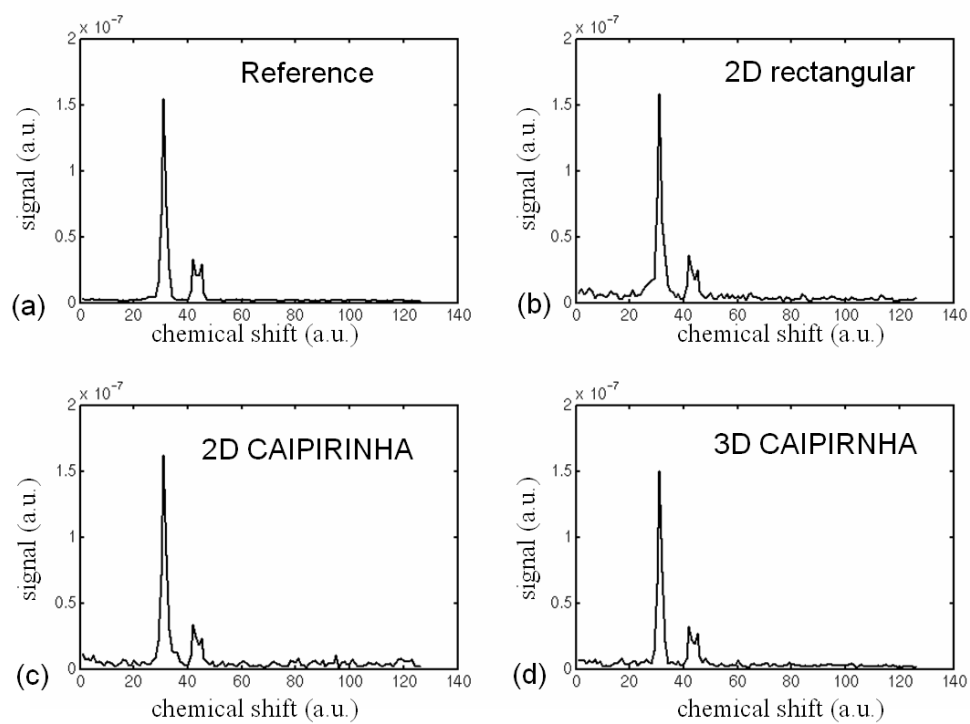 2 × 10⁻⁷
Reference
1.5
1
0.5
0
signal (a.u.)
0 20 40 60 80 100 120 140
chemical shift (a.u.)
(a)
2 × 10⁻⁷
2D rectangular
1.5
1
0.5
0
signal (a.u.)
0 20 40 60 80 100 120 140
chemical shift (a.u.)
(b)
2 × 10⁻⁷
2D CAIPIRINHA
1.5
1
0.5
0
signal (a.u.)
0 20 40 60 80 100 120 140
chemical shift (a.u.)
(c)
2 × 10⁻⁷
3D CAIPIRNHA
1.5
1
0.5
0
signal (a.u.)
0 20 40 60 80 100 120 140
chemical shift (a.u.)
(d)